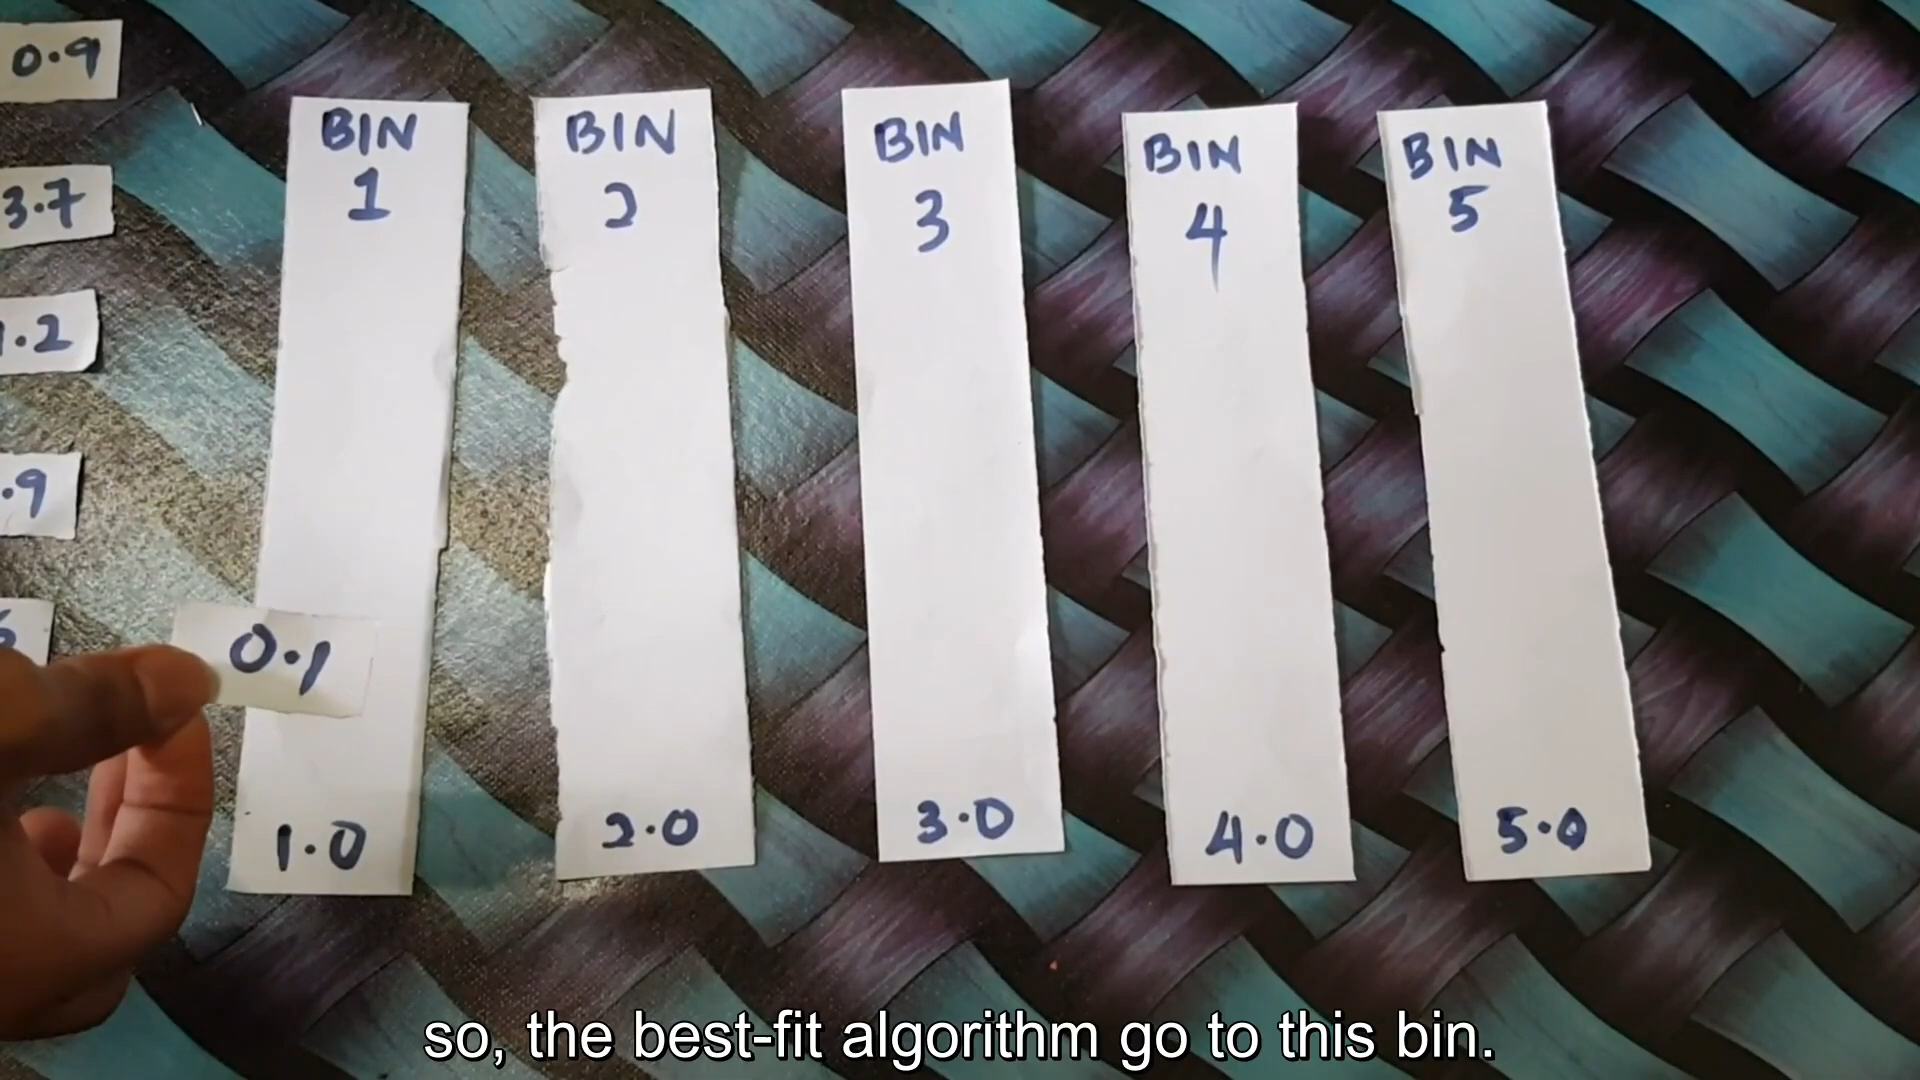 0.9
3.7
1.2
.9
0.1
BIN
1
1.0
BIN
2
2.0
BIN
3
3.0
BIN
4
4.0
BIN
5
5.0
so, the best-fit algorithm go to this bin.